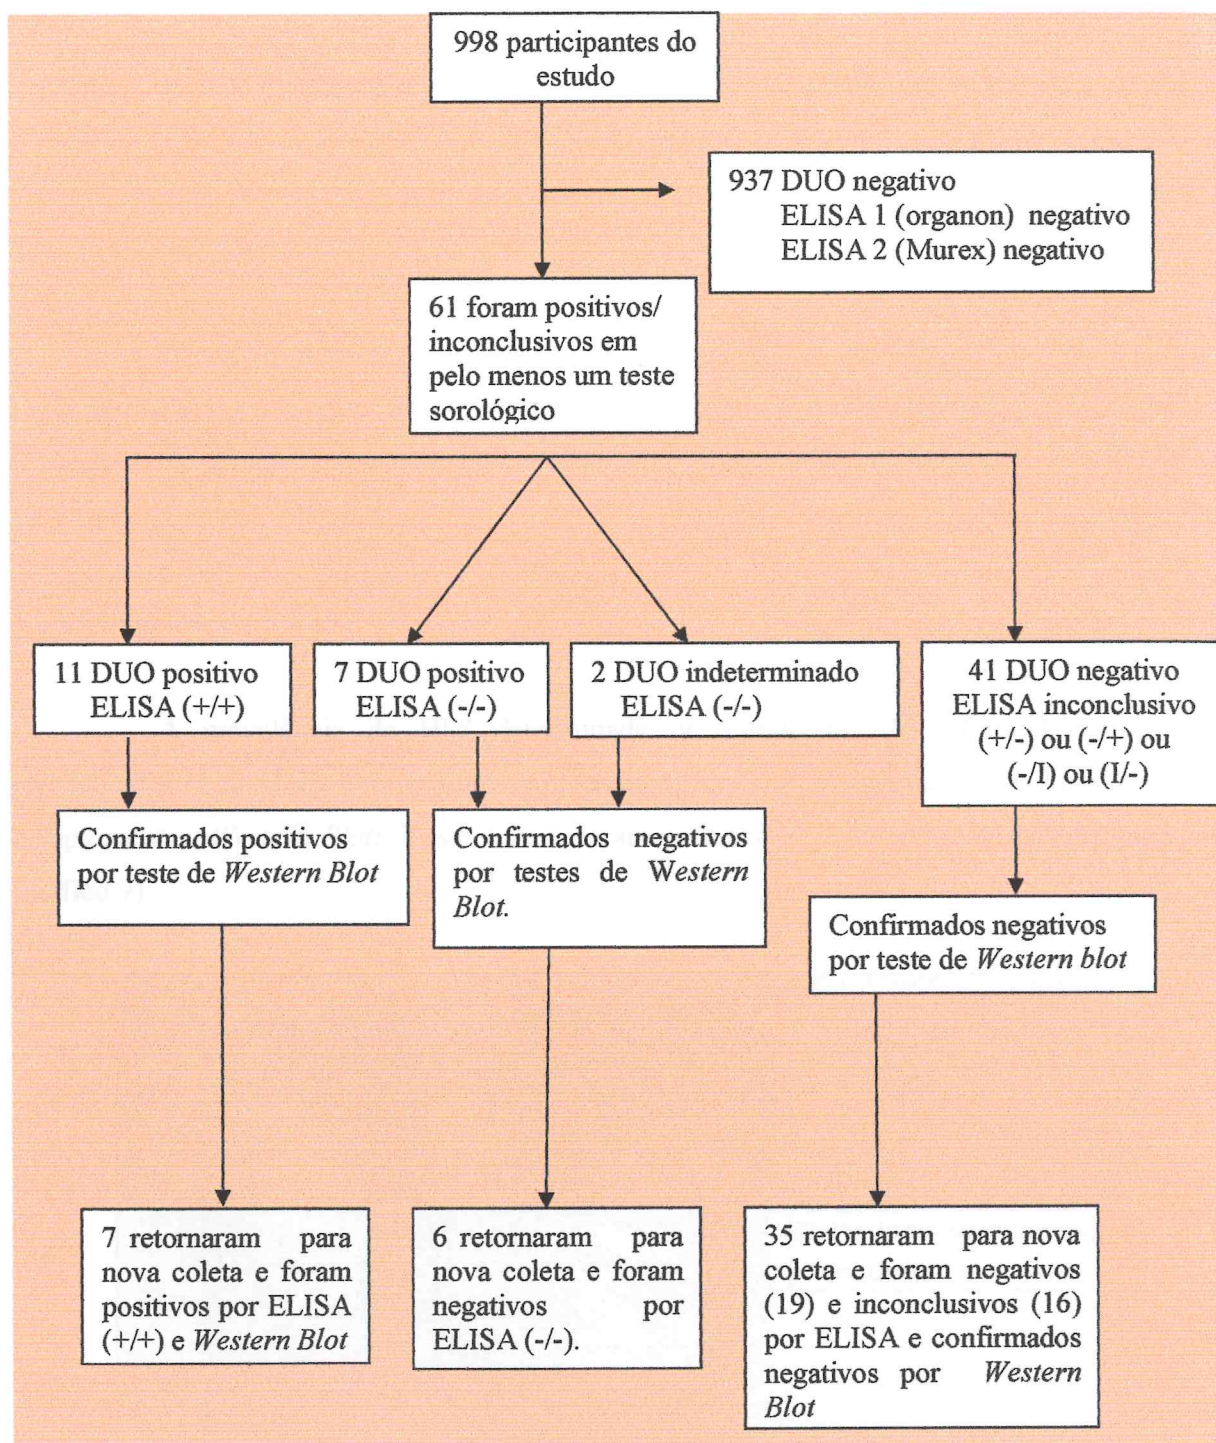 998 participantes do
estudo
937 DUO negativo
ELISA 1 (organon) negativo
ELISA 2 (Murex) negativo
61 foram positivos/
inconclusivos em
pelo menos um teste
sorológico
11 DUO positivo
ELISA (+/+)
7 DUO positivo
ELISA (-/-)
2 DUO indeterminado
ELISA (-/-)
41 DUO negativo
ELISA inconclusivo
(+/-) ou (-/+) ou
(-/I) ou (I/-)
Confirmados positivos
por teste de Western Blot
Confirmados negativos
por testes de Western
Blot.
Confirmados negativos
por teste de Western blot
7 retornaram para
nova coleta e foram
positivos por ELISA
(+/+) e Western Blot
6 retornaram para
nova coleta e foram
negativos por
ELISA (-/-).
35 retornaram para nova
coleta e foram negativos
(19) e inconclusivos (16)
por ELISA e confirmados
negativos por Western
Blot